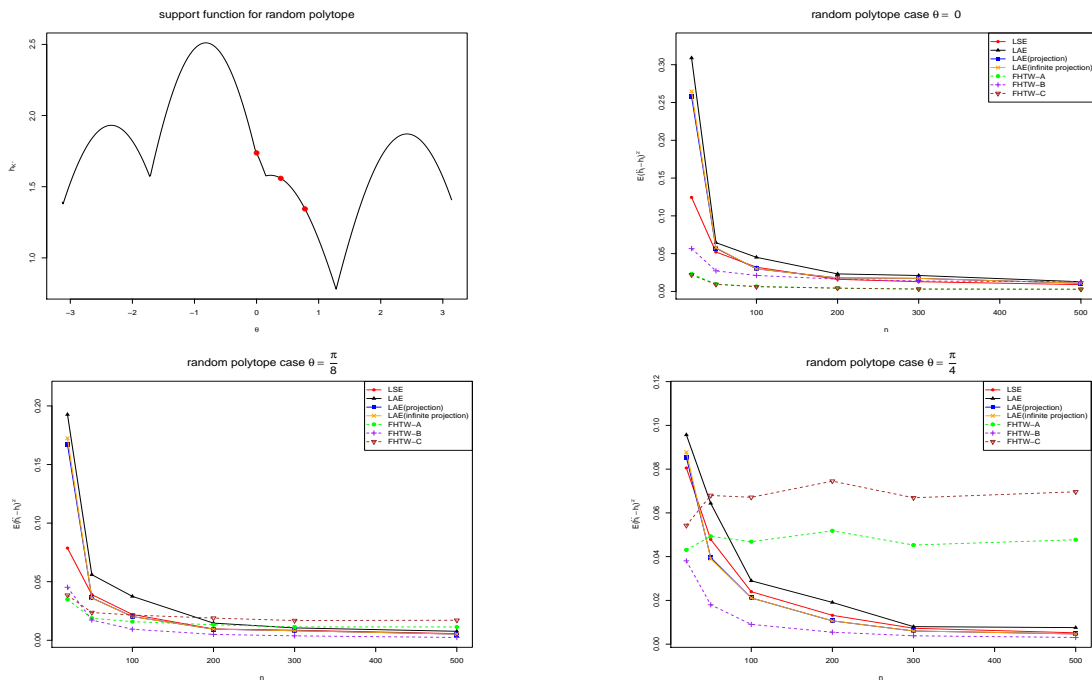 support function for random polytope
2.5
2.0
1.5
1.0
-3 -2 -1 0 1 2 3
θ
random polytope case θ = 0
LSE
LAE
LAE(projection)
LAE(infinite projection)
FHTW-A
FHTW-B
FHTW-C
0.30
0.25
0.20
0.15
0.10
0.05
0.00
100 200 300 400 500
n
random polytope case θ = π/8
LSE
LAE
LAE(projection)
LAE(infinite projection)
FHTW-A
FHTW-B
FHTW-C
0.20
0.15
0.10
0.05
0.00
100 200 300 400 500
n
random polytope case θ = π/4
LSE
LAE
LAE(projection)
LAE(infinite projection)
FHTW-A
FHTW-B
FHTW-C
0.12
0.10
0.08
0.06
0.04
0.02
0.00
100 200 300 400 500
n